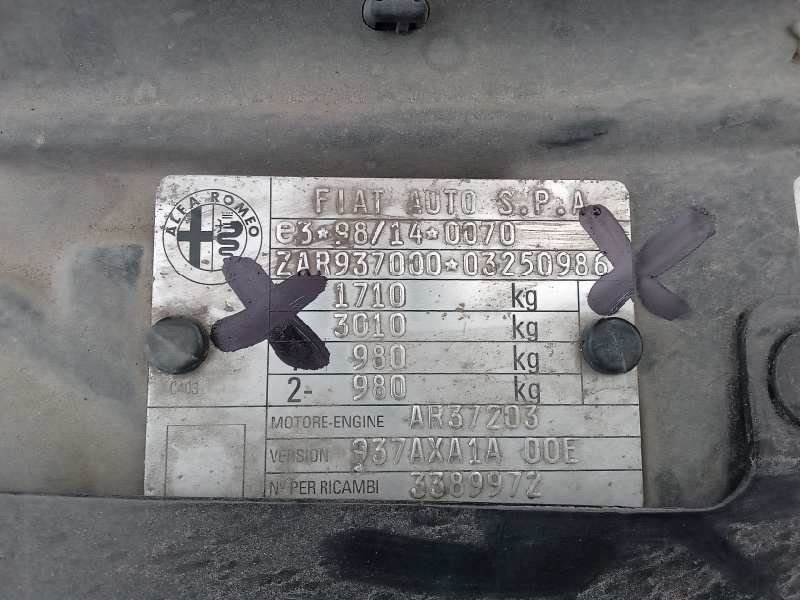 ALFA ROMEO
FIAT AUTO S.P.A
e3*98/14*0070
ZAR937000*03250986
1710 kg
3010 kg
980 kg
2- 980 kg
MOTORE-ENGINE AR37203
VERSION 937AXA1A 00E
N° PER RICAMBI 3389972